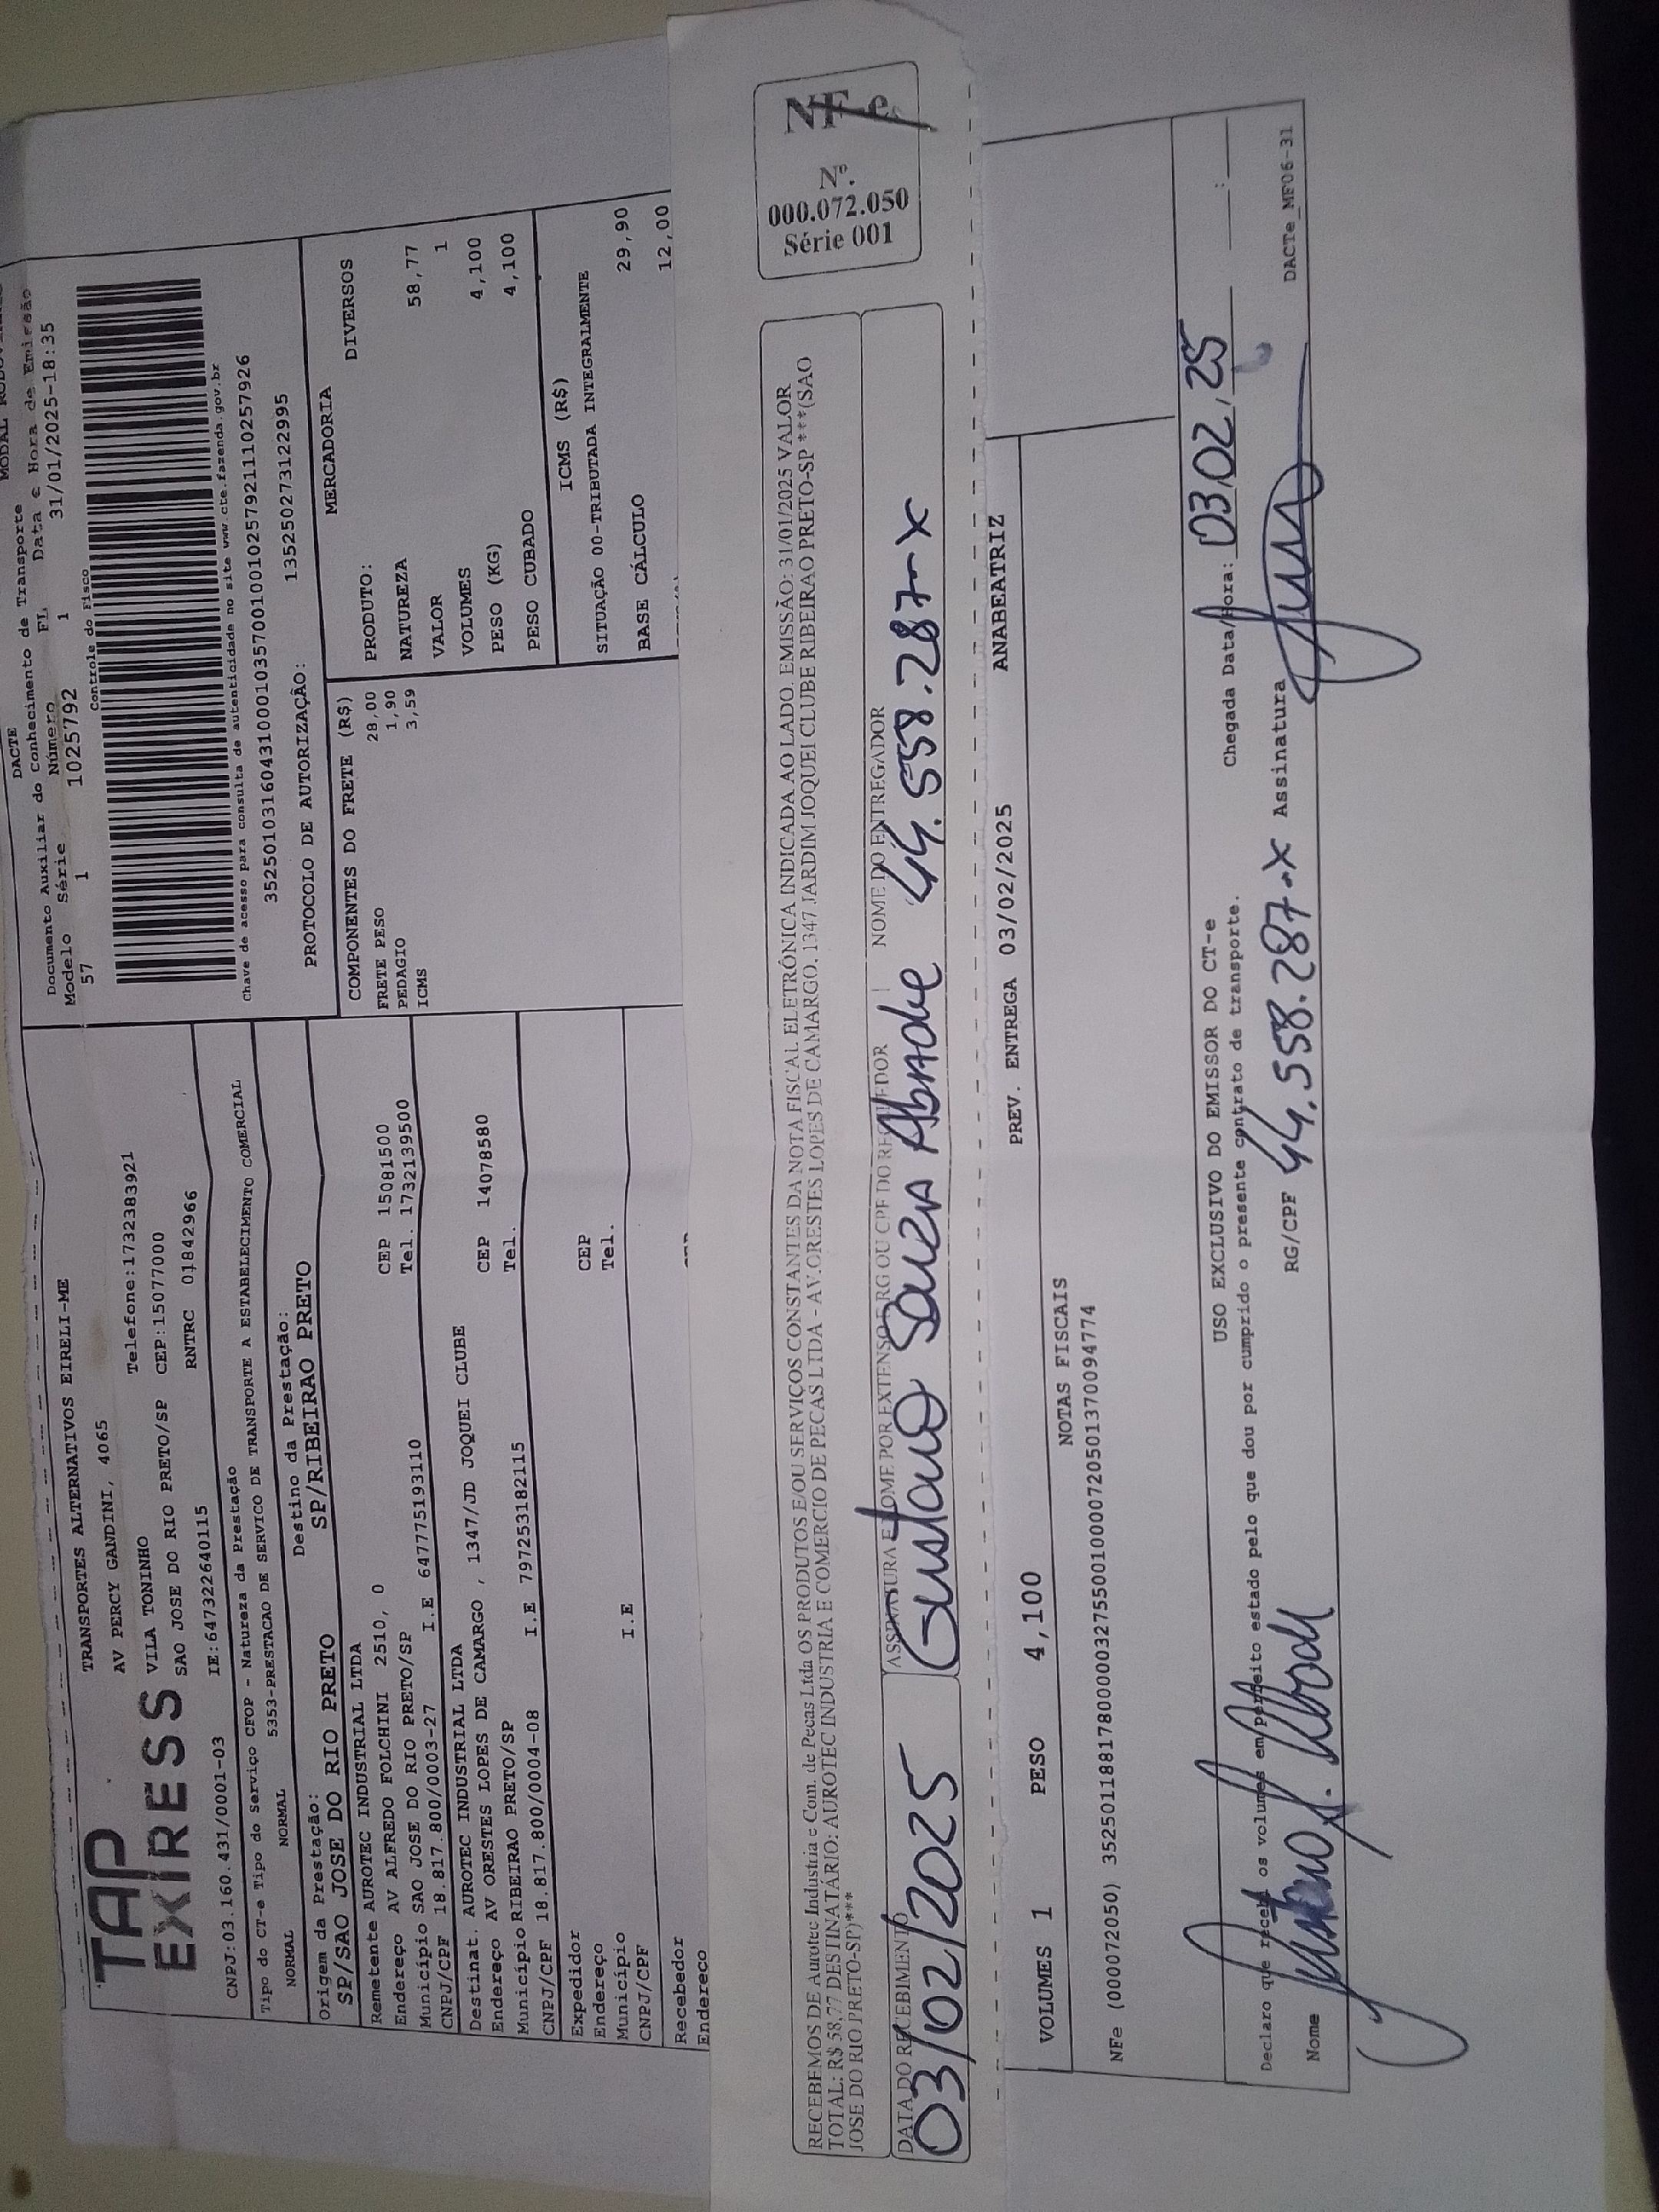 MODAL
DACTE
Documento Auxiliar do Conhecimento de Transporte
Modelo Série Número FL Data e Hora de Emissão
57 1 1025792 1 31/01/2025-18:35
Controle do Fisco
Chave de acesso para consulta de autenticidade no site www.cte.fazenda.gov.br
35250103160431000103570010010257921110257926
PROTOCOLO DE AUTORIZAÇÃO: 135250273122995
TAP
EXPRESS
TRANSPORTES ALTERNATIVOS EIRELI-ME
AV PERCY GANDINI, 4065
Telefone:1732383921
VILA TONINHO
SAO JOSE DO RIO PRETO/SP CEP:15077000
CNPJ:03.160.431/0001-03 IE:647322640115 RNTRC 01842966
Tipo do CT-e Tipo do Serviço CFOP - Natureza da Prestação
NORMAL NORMAL 5353-PRESTACAO DE SERVICO DE TRANSPORTE A ESTABELECIMENTO COMERCIAL
Origem da Prestação: Destino da Prestação:
SP/SAO JOSE DO RIO PRETO SP/RIBEIRAO PRETO
Remetente AUROTEC INDUSTRIAL LTDA
Endereço AV ALFREDO FOLCHINI 2510, 0 CEP 15081500
Município SAO JOSE DO RIO PRETO/SP Tel. 1732139500
CNPJ/CPF 18.817.800/0003-27 I.E 647775193110
Destinat. AUROTEC INDUSTRIAL LTDA
Endereço AV ORESTES LOPES DE CAMARGO , 1347/JD JOQUEI CLUBE CEP 14078580
Município RIBEIRAO PRETO/SP Tel.
CNPJ/CPF 18.817.800/0004-08 I.E 797253182115
Expedidor
Endereço CEP
Município Tel.
CNPJ/CPF I.E
Recebedor
Endereço
COMPONENTES DO FRETE (R$)
FRETE PESO 28,00
PEDAGIO 1,90
ICMS 3,59
MERCADORIA
PRODUTO: DIVERSOS
NATUREZA
VALOR 58,77
VOLUMES 1
PESO (KG) 4,100
PESO CUBADO 4,100
ICMS (R$)
SITUAÇÃO 00-TRIBUTADA INTEGRALMENTE
BASE CÁLCULO 29,90
12,00
RECEBEMOS DE Aurotec Industria e Com. de Pecas Ltda OS PRODUTOS E/OU SERVIÇOS CONSTANTES DA NOTA FISCAL ELETRÔNICA INDICADA AO LADO. EMISSÃO: 31/01/2025 VALOR
TOTAL: R$ 58,77 DESTINATÁRIO: AUROTEC INDUSTRIA E COMERCIO DE PECAS LTDA - AV.ORESTES LOPES DE CAMARGO, 1347 JARDIM JOQUEI CLUBE RIBEIRAO PRETO-SP ***(SAO
JOSE DO RIO PRETO-SP)***
DATA DO RECEBIMENTO ASSINATURA E NOME POR EXTENSO E RG OU CPF DO RECEBEDOR NOME DO ENTREGADOR
03/02/2025 Gustavo Souza Abrade 44.558.287-x
NF-e
N.º
000.072.050
Série 001
VOLUMES 1 PESO 4,100 PREV. ENTREGA 03/02/2025 ANABEATRIZ
NOTAS FISCAIS
NFe (000072050) 35250118817800000327550010000720501370094774
USO EXCLUSIVO DO EMISSOR DO CT-e
Chegada Data/Hora: 03/02/25 :
Declaro que recebi os volumes em perfeito estado pelo que dou por cumprido o presente contrato de transporte.
Nome RG/CPF 44.558.287-x Assinatura
DACTe_MF06-31